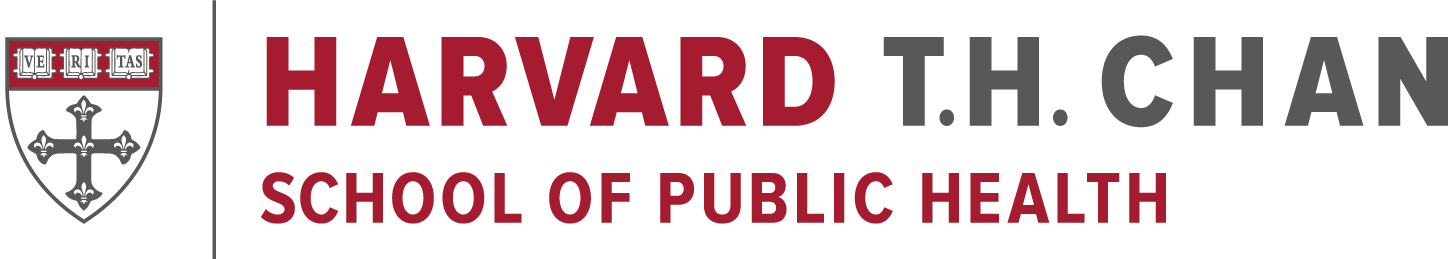 VE RI TAS
HARVARD T.H. CHAN
SCHOOL OF PUBLIC HEALTH